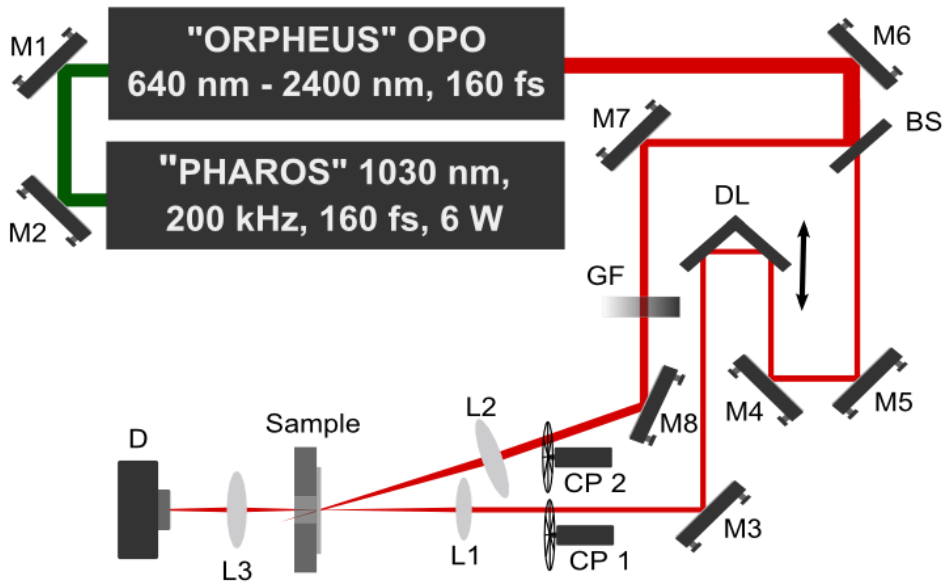 M1
"ORPHEUS" OPO
640 nm - 2400 nm, 160 fs
M6
M7
BS
"PHAROS" 1030 nm,
200 kHz, 160 fs, 6 W
M2
DL
GF
M4
M5
M8
L2
Sample
D
CP 2
M3
L1
CP 1
L3